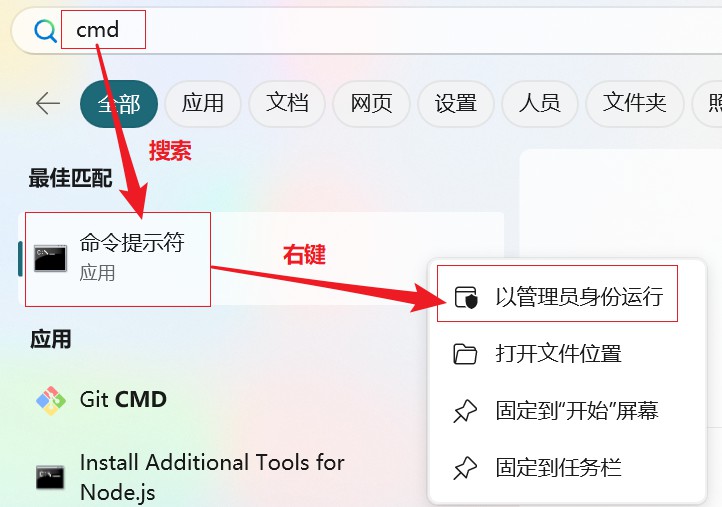 cmd
全部 应用 文档 网页 设置 人员 文件夹 照
搜索
最佳匹配
命令提示符
应用
右键
以管理员身份运行
打开文件位置
固定到“开始”屏幕
固定到任务栏
应用
Git CMD
Install Additional Tools for
Node.js